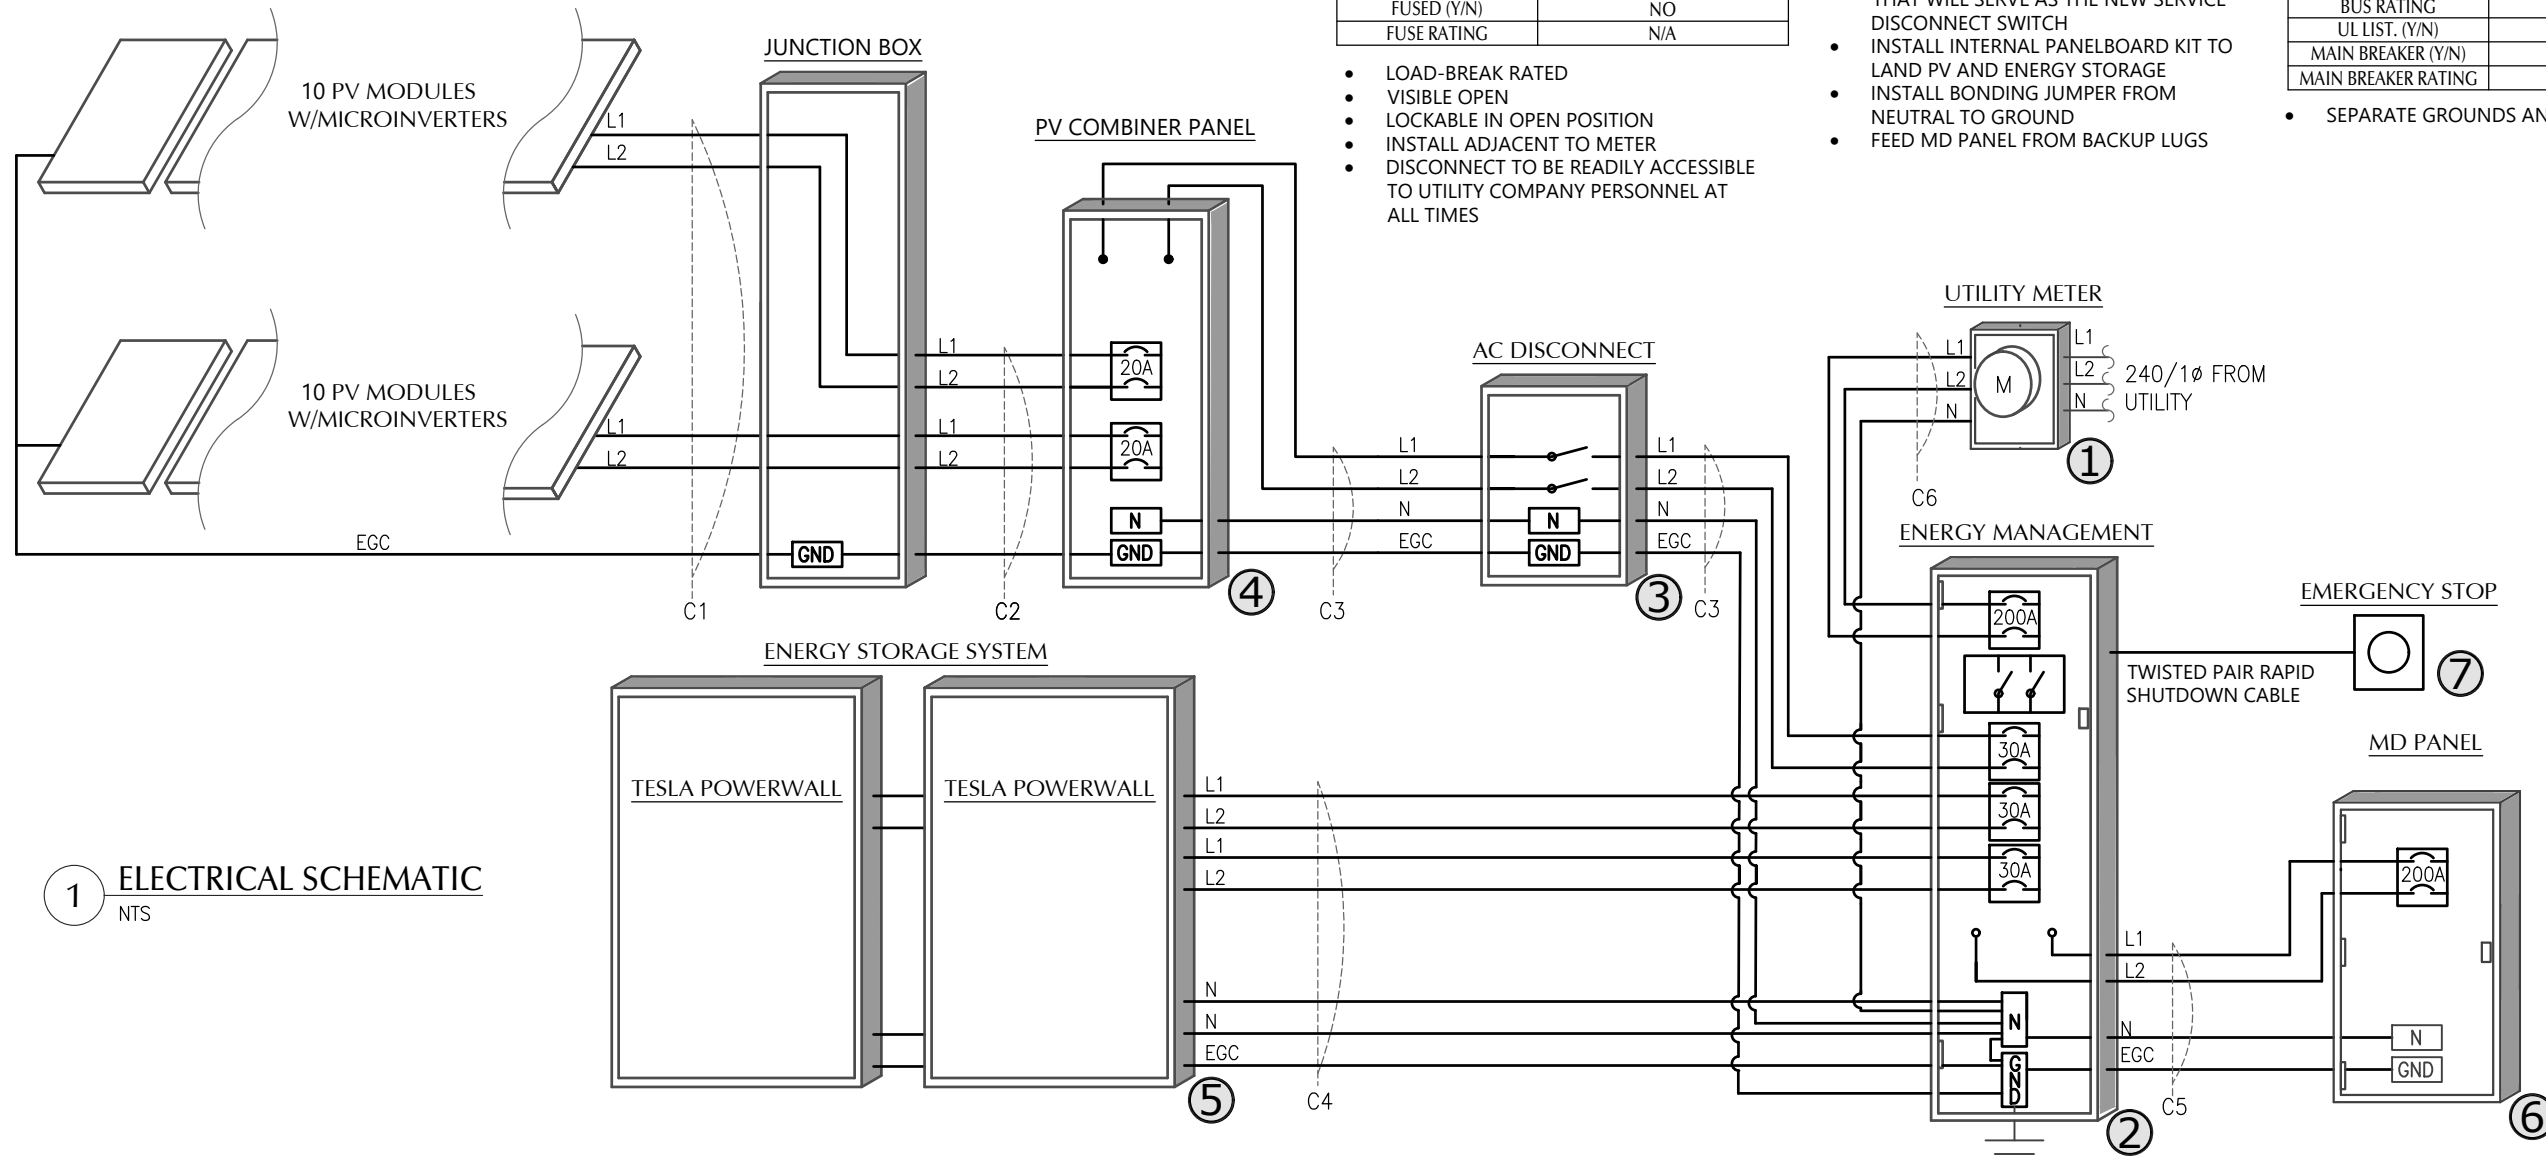 FUSED (Y/N) NO
FUSE RATING N/A
• LOAD-BREAK RATED
• VISIBLE OPEN
• LOCKABLE IN OPEN POSITION
• INSTALL ADJACENT TO METER
• DISCONNECT TO BE READILY ACCESSIBLE
TO UTILITY COMPANY PERSONNEL AT
ALL TIMES
THAT WILL SERVE AS THE NEW SERVICE
DISCONNECT SWITCH
• INSTALL INTERNAL PANELBOARD KIT TO
LAND PV AND ENERGY STORAGE
• INSTALL BONDING JUMPER FROM
NEUTRAL TO GROUND
• FEED MD PANEL FROM BACKUP LUGS
BUS RATING
UL LIST. (Y/N)
MAIN BREAKER (Y/N)
MAIN BREAKER RATING
• SEPARATE GROUNDS AN
10 PV MODULES
W/MICROINVERTERS
L1
L2
10 PV MODULES
W/MICROINVERTERS
L1
L2
EGC
C1
JUNCTION BOX
GND
L1
L2
L1
L2
C2
PV COMBINER PANEL
20A
20A
N
GND
4
C3
L1
L2
N
EGC
AC DISCONNECT
N
GND
3
L1
L2
N
EGC
C3
UTILITY METER
L1
L2
N
M
L1
L2
N
240/1ø FROM
UTILITY
1
C6
ENERGY MANAGEMENT
200A
30A
30A
30A
N
GND
2
EMERGENCY STOP
TWISTED PAIR RAPID
SHUTDOWN CABLE
7
MD PANEL
200A
N
GND
6
L1
L2
N
EGC
C5
ENERGY STORAGE SYSTEM
TESLA POWERWALL
TESLA POWERWALL
5
L1
L2
L1
L2
N
N
EGC
C4
1 ELECTRICAL SCHEMATIC
NTS